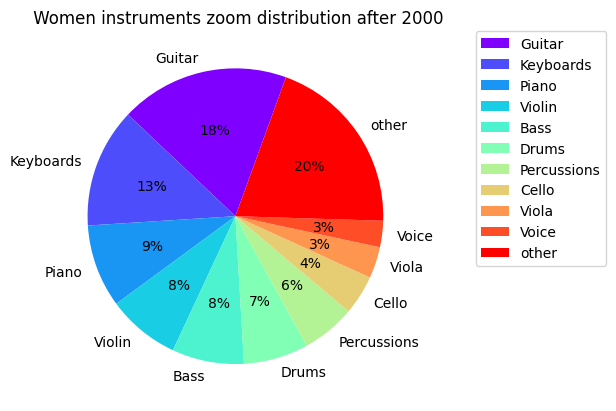 Women instruments zoom distribution after 2000
Guitar
18%
Keyboards
13%
Piano
9%
Violin
8%
Bass
8%
Drums
7%
Percussions
6%
Cello
4%
Viola
3%
Voice
3%
other
20%
Guitar
Keyboards
Piano
Violin
Bass
Drums
Percussions
Cello
Viola
Voice
other